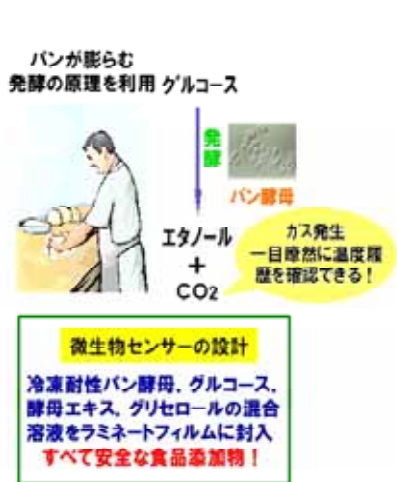 パンが膨らむ
発酵の原理を利用
グルコース
発酵
パン酵母
エタノール
+
CO2
ガス発生
一目瞭然に温度履
歴を確認できる！
微生物センサーの設計
冷凍耐性パン酵母，グルコース，
酵母エキス，グリセロールの混合
溶液をラミネートフィルムに封入
すべて安全な食品添加物！